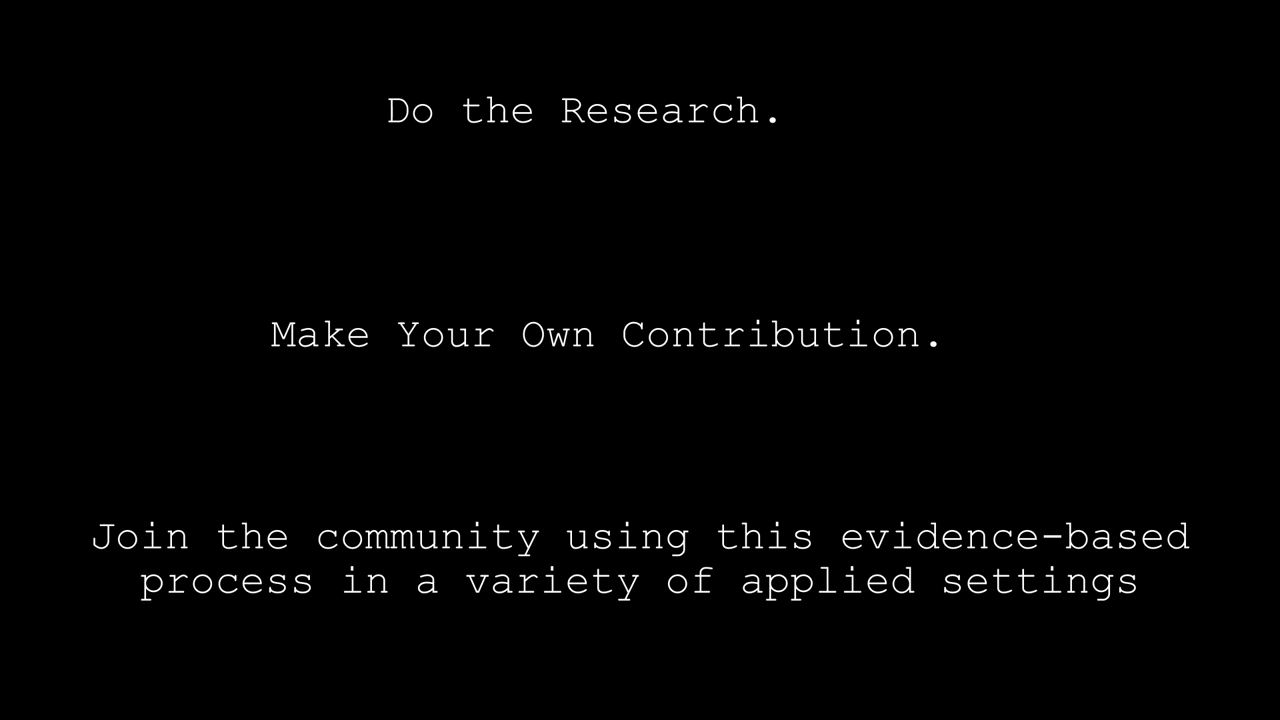 Do the Research.
Make Your Own Contribution.
Join the community using this evidence-based
process in a variety of applied settings